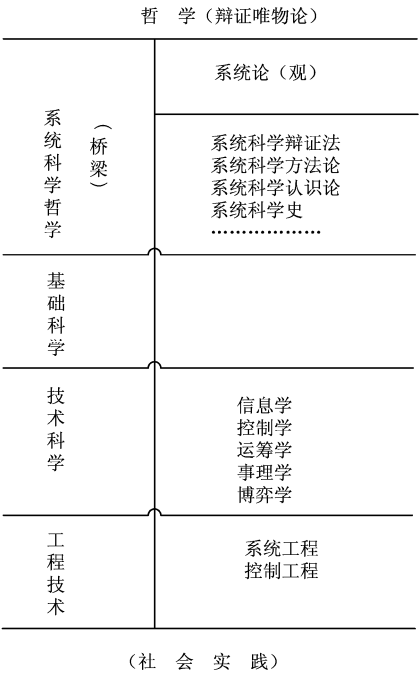 哲　学（辩证唯物论）
系统论（观）
系统科学哲学
（桥梁）
系统科学辩证法
系统科学方法论
系统科学认识论
系统科学史
………………
基础科学
技术科学
信息学
控制学
运筹学
事理学
博弈学
工程技术
系统工程
控制工程
（社　会　实　践）